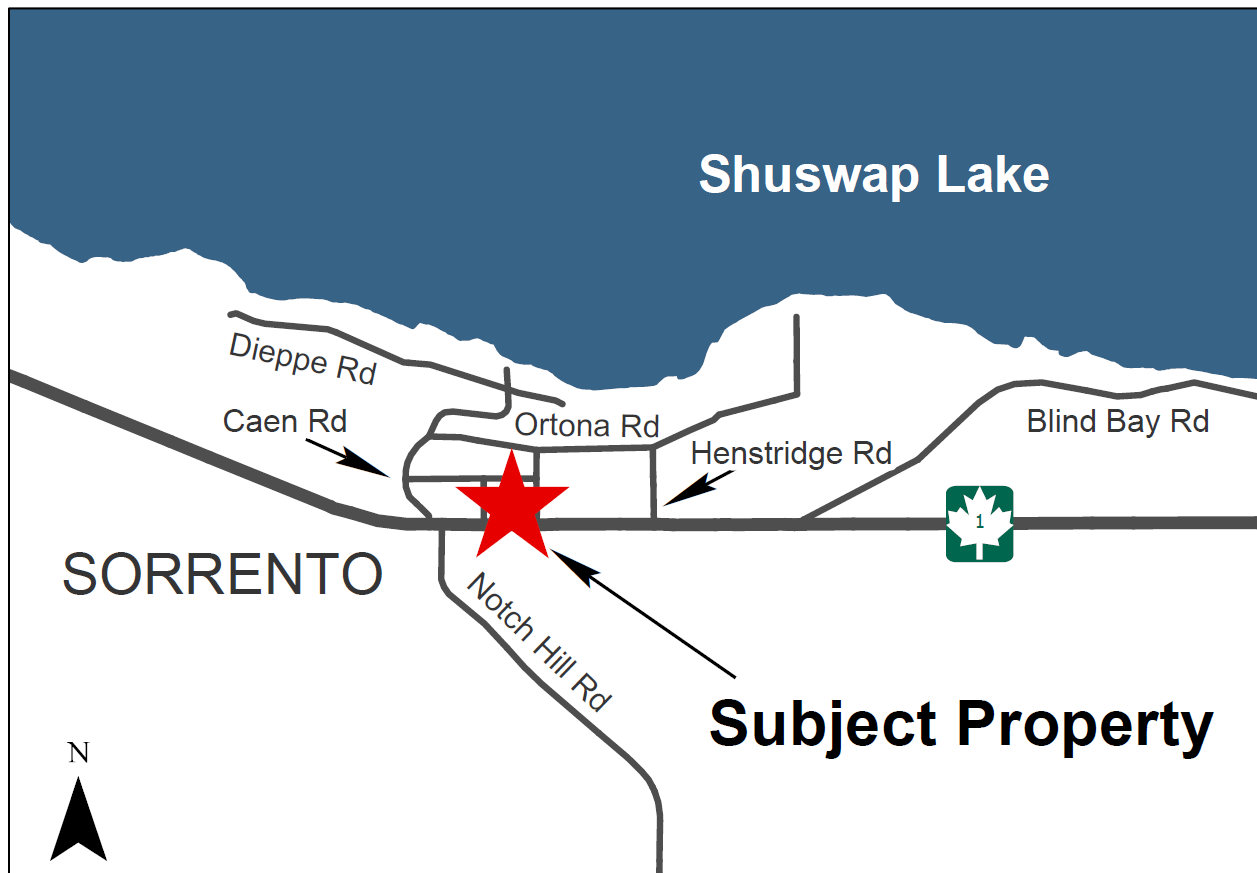 Shuswap Lake
Dieppe Rd
Caen Rd
Ortona Rd
Blind Bay Rd
Henstridge Rd
1
SORRENTO
Notch Hill Rd
Subject Property
N